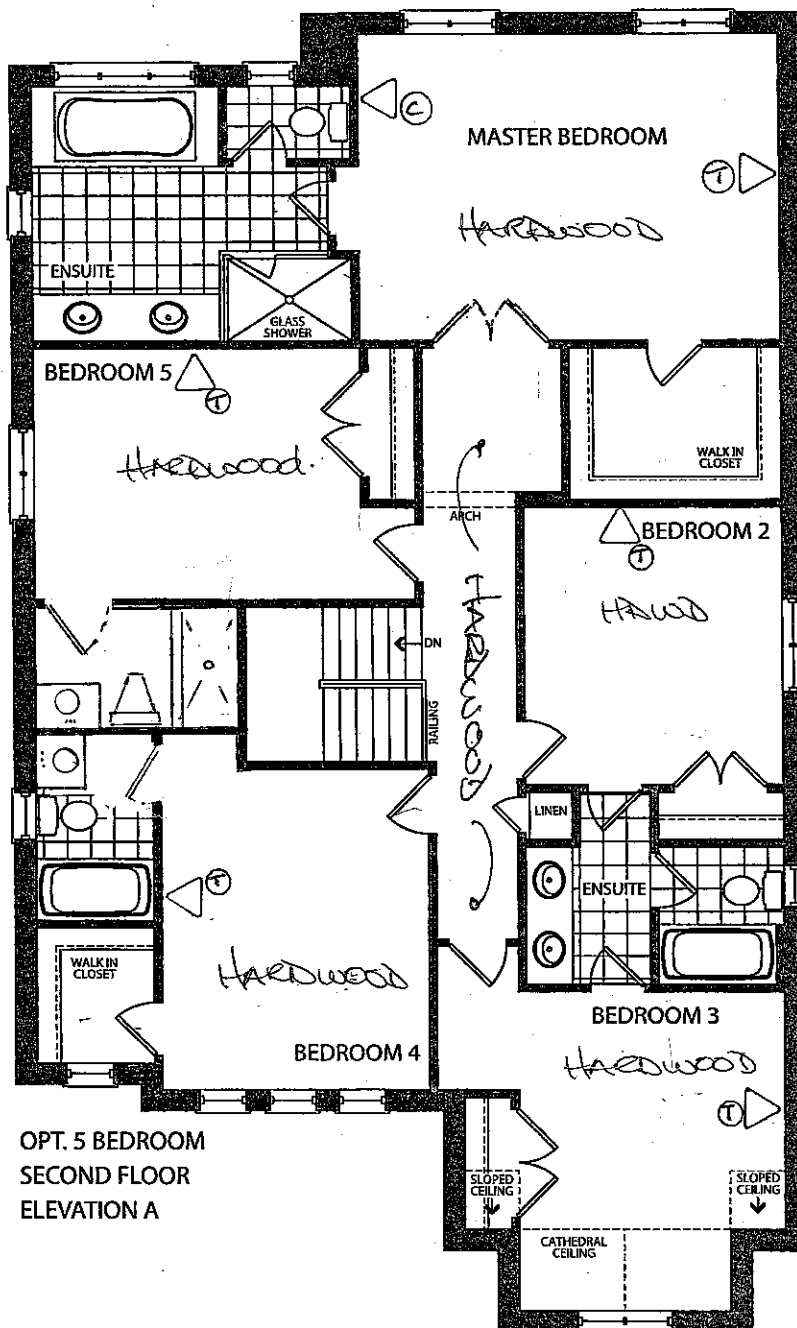 C
MASTER BEDROOM
T
HARDWOOD
ENSUITE
GLASS
SHOWER
BEDROOM 5
T
HARDWOOD.
WALK IN
CLOSET
ARCH
BEDROOM 2
T
HDWD
HARDWOOD
DN
RAILING
LINEN
ENSUITE
T
WALK IN
CLOSET
HARDWOOD
BEDROOM 4
BEDROOM 3
HARDWOOD
T
OPT. 5 BEDROOM
SECOND FLOOR
ELEVATION A
SLOPED
CEILING
SLOPED
CEILING
CATHEDRAL
CEILING